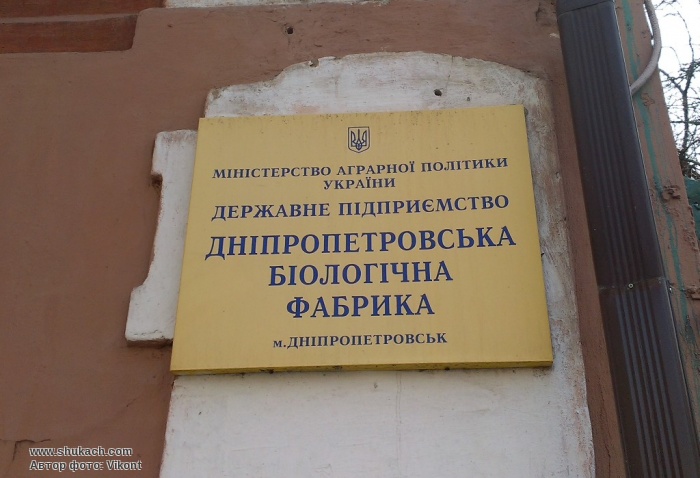 МІНІСТЕРСТВО АГРАРНОЇ ПОЛІТИКИ
УКРАЇНИ
ДЕРЖАВНЕ ПІДПРИЄМСТВО
ДНІПРОПЕТРОВСЬКА
БІОЛОГІЧНА
ФАБРИКА
м.ДНІПРОПЕТРОВСЬК
www.shukach.com
Автор фото: Vikont